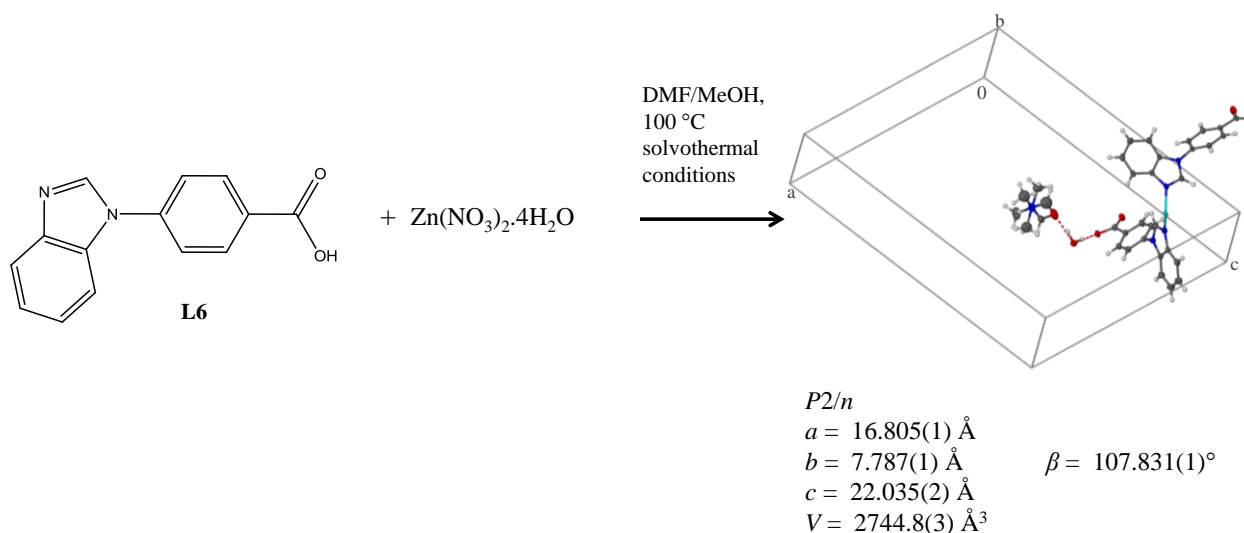 N
N
O
OH
L6
+ Zn(NO3)2.4H2O
DMF/MeOH,
100 °C
solvothermal
conditions
b
0
a
c
P2/n
a = 16.805(1) Å
b = 7.787(1) Å β = 107.831(1)°
c = 22.035(2) Å
V = 2744.8(3) Å³